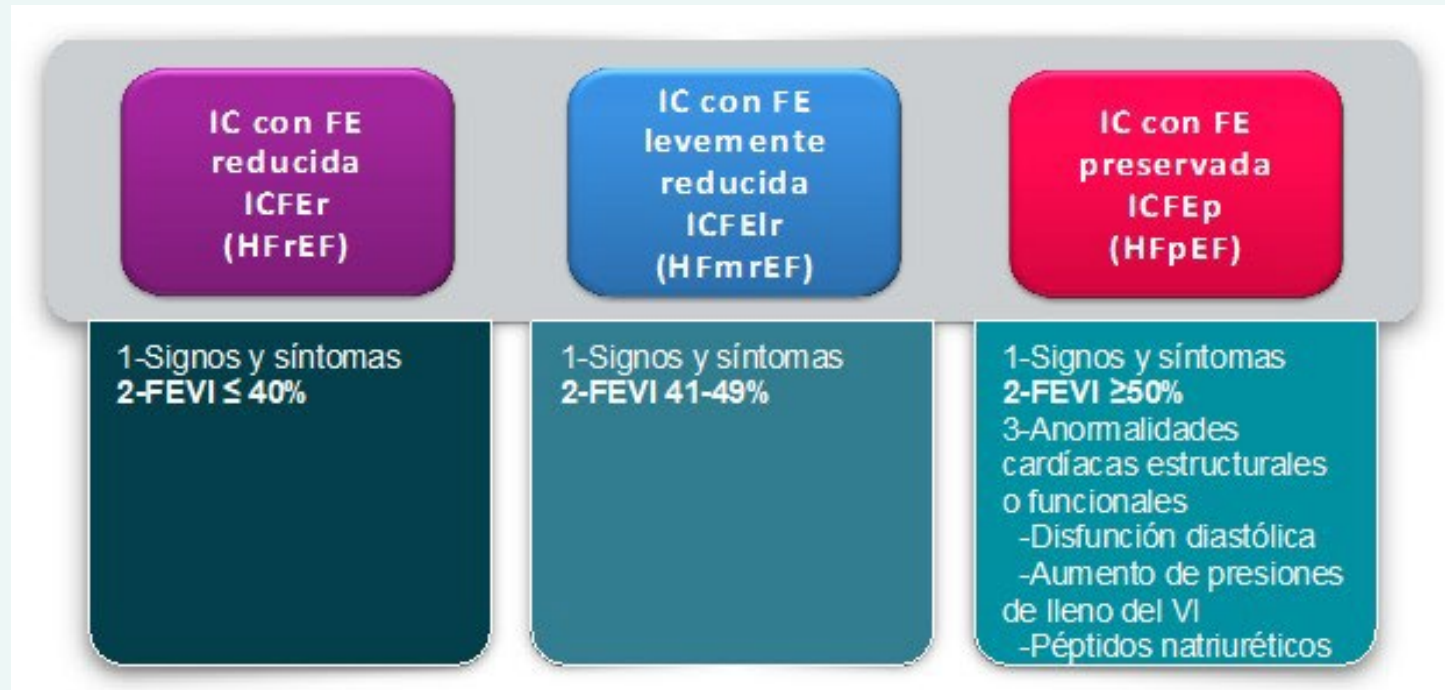 IC con FE
reducida
ICFEr
(HFrEF)
1-Signos y síntomas
2-FEVI ≤ 40%
IC con FE
levemente
reducida
ICFElr
(HFmrEF)
1-Signos y síntomas
2-FEVI 41-49%
IC con FE
preservada
ICFEp
(HFpEF)
1-Signos y síntomas
2-FEVI ≥50%
3-Anormalidades
cardíacas estructurales
o funcionales
-Disfunción diastólica
-Aumento de presiones
de lleno del VI
-Péptidos natriuréticos